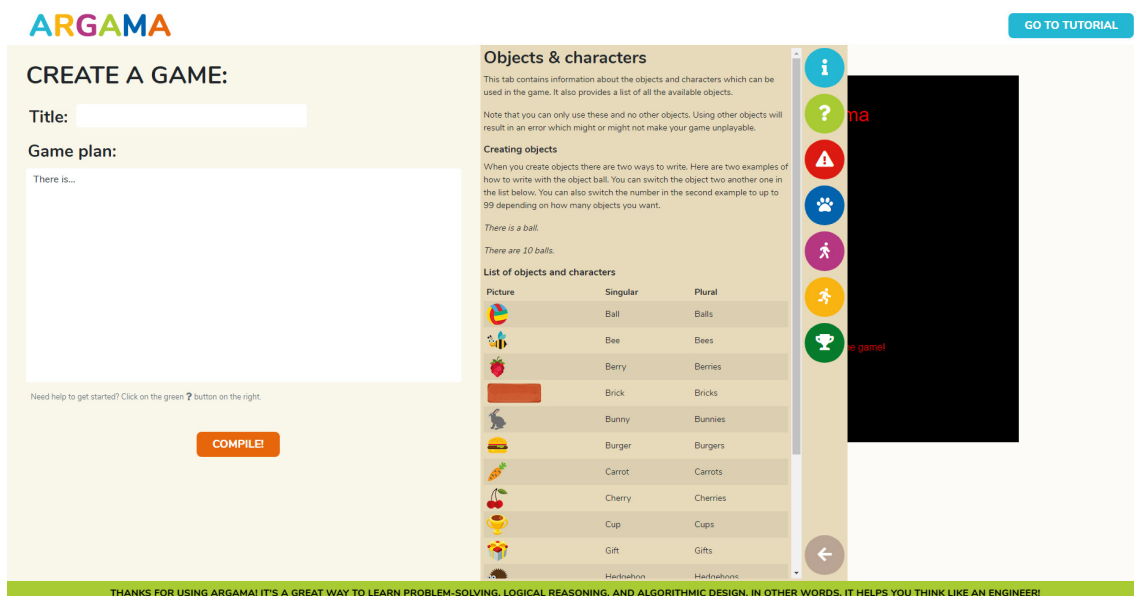 ARGAMA
GO TO TUTORIAL
CREATE A GAME:
Title:
Game plan:
There is...
Need help to get started? Click on the green ? button on the right.
COMPILE!
Objects & characters
This tab contains information about the objects and characters which can be
used in the game. It also provides a list of all the available objects.
Note that you can only use these and no other objects. Using other objects will
result in an error which might or might not make your game unplayable.
Creating objects
When you create objects there are two ways to write. Here are two examples of
how to write with the object ball. You can switch the object two another one in
the list below. You can also switch the number in the second example to up to
99 depending on how many objects you want.
There is a ball.
There are 10 balls.
List of objects and characters
Picture Singular Plural
Ball Balls
Bee Bees
Berry Berries
Brick Bricks
Bunny Bunnies
Burger Burgers
Carrot Carrots
Cherry Cherries
Cup Cups
Gift Gifts
Hedgehog Hedgehogs
i
?
ma
e game!
THANKS FOR USING ARGAMA! IT'S A GREAT WAY TO LEARN PROBLEM-SOLVING, LOGICAL REASONING, AND ALGORITHMIC DESIGN. IN OTHER WORDS, IT HELPS YOU THINK LIKE AN ENGINEER!